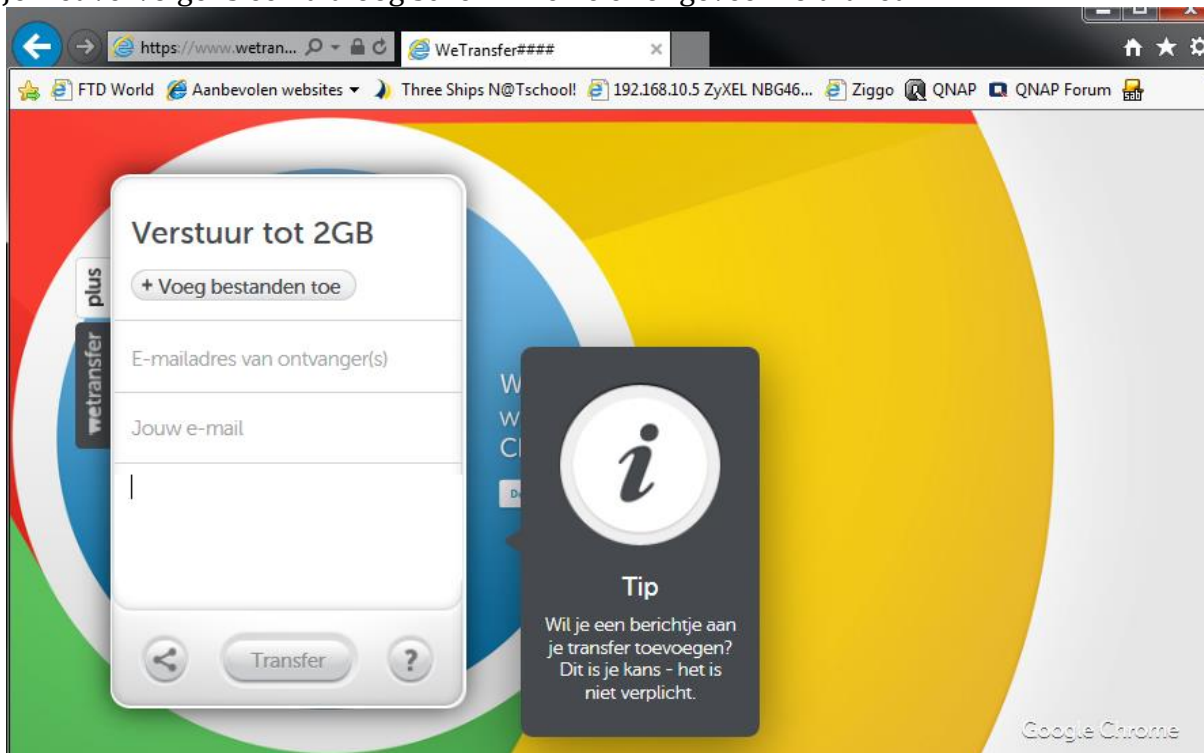 https://www.wetran...
WeTransfer####
FTD World
Aanbevolen websites
Three Ships N@Tschool!
192.168.10.5 ZyXEL NBG46...
Ziggo
QNAP
QNAP Forum
Verstuur tot 2GB
+ Voeg bestanden toe
plus
wetransfer
E-mailadres van ontvanger(s)
Jouw e-mail
Transfer
?
i
Tip
Wil je een berichtje aan
je transfer toevoegen?
Dit is je kans - het is
niet verplicht.
Google Chrome